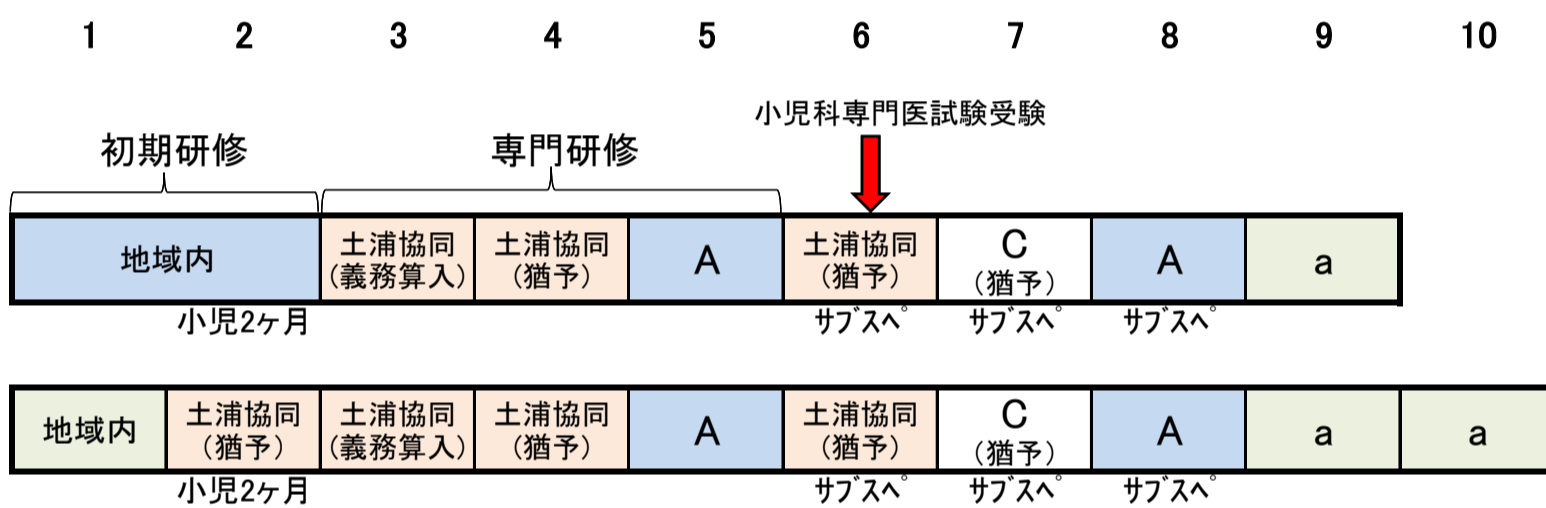 1 2 3 4 5 6 7 8 9 10
小児科専門医試験受験
初期研修 専門研修
地域内 土浦協同 土浦協同 A 土浦協同 C A a
(義務算入) (猶予) (猶予) (猶予)
小児2ヶ月 サブスペ サブスペ サブスペ
地域内 土浦協同 土浦協同 土浦協同 A 土浦協同 C A a a
(猶予) (義務算入) (猶予) (猶予) (猶予)
小児2ヶ月 サブスペ サブスペ サブスペ